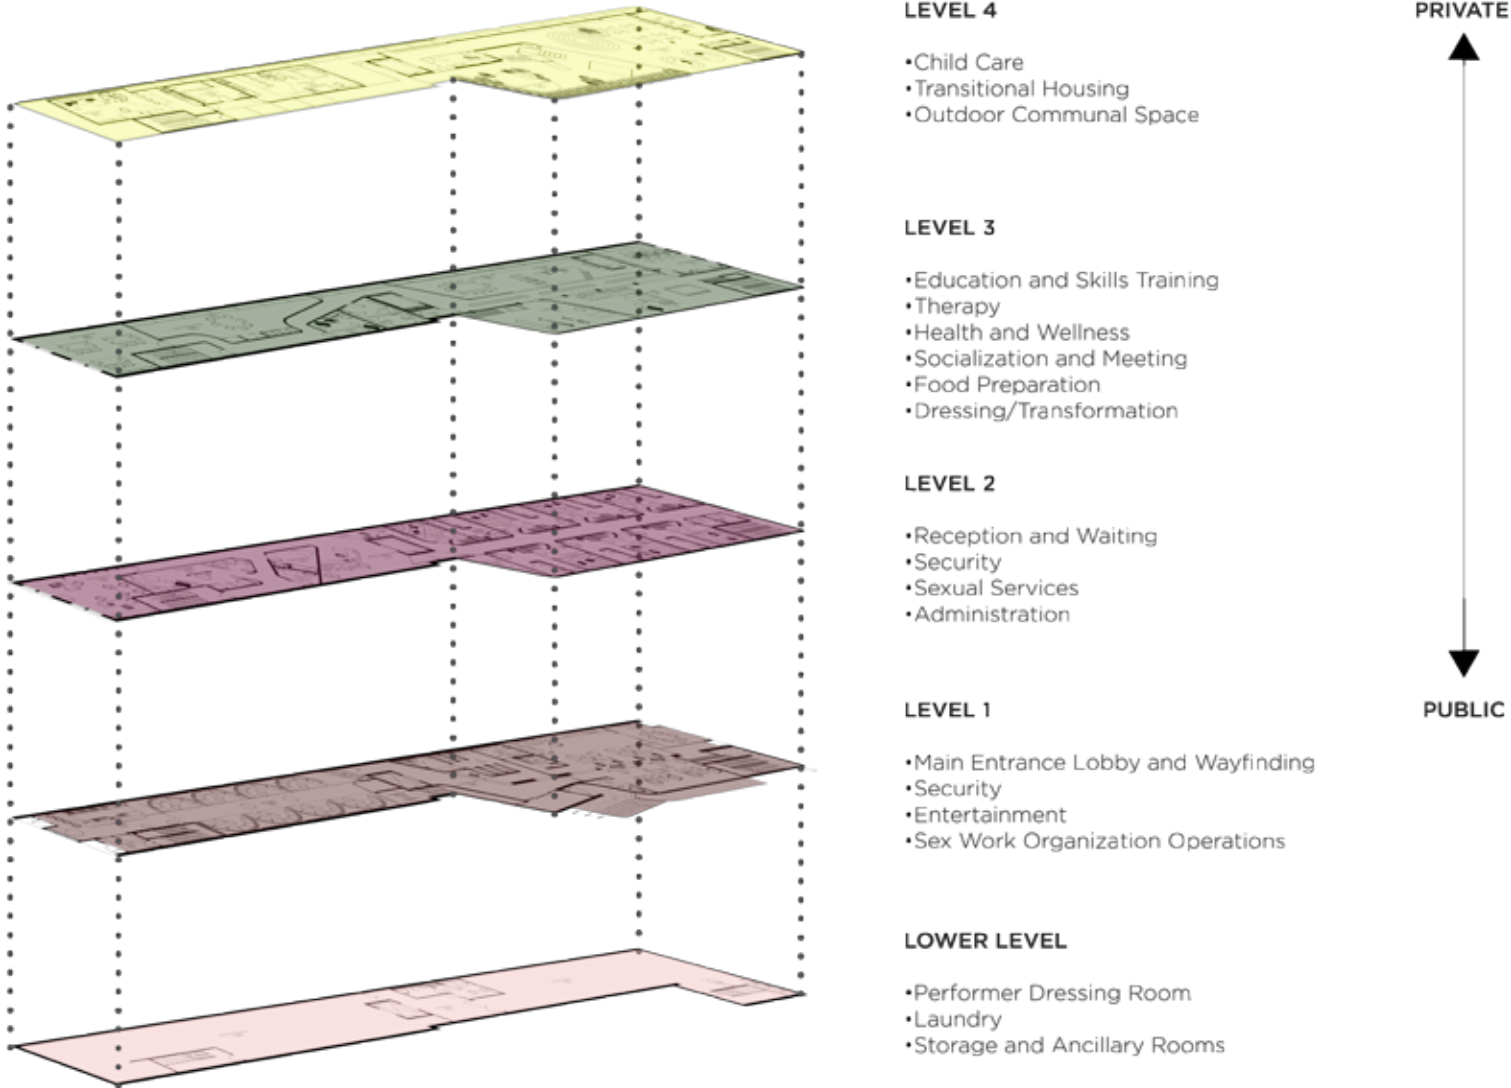 LEVEL 4
PRIVATE
•Child Care
•Transitional Housing
•Outdoor Communal Space
LEVEL 3
•Education and Skills Training
•Therapy
•Health and Wellness
•Socialization and Meeting
•Food Preparation
•Dressing/Transformation
LEVEL 2
•Reception and Waiting
•Security
•Sexual Services
•Administration
LEVEL 1
PUBLIC
•Main Entrance Lobby and Wayfinding
•Security
•Entertainment
•Sex Work Organization Operations
LOWER LEVEL
•Performer Dressing Room
•Laundry
•Storage and Ancillary Rooms